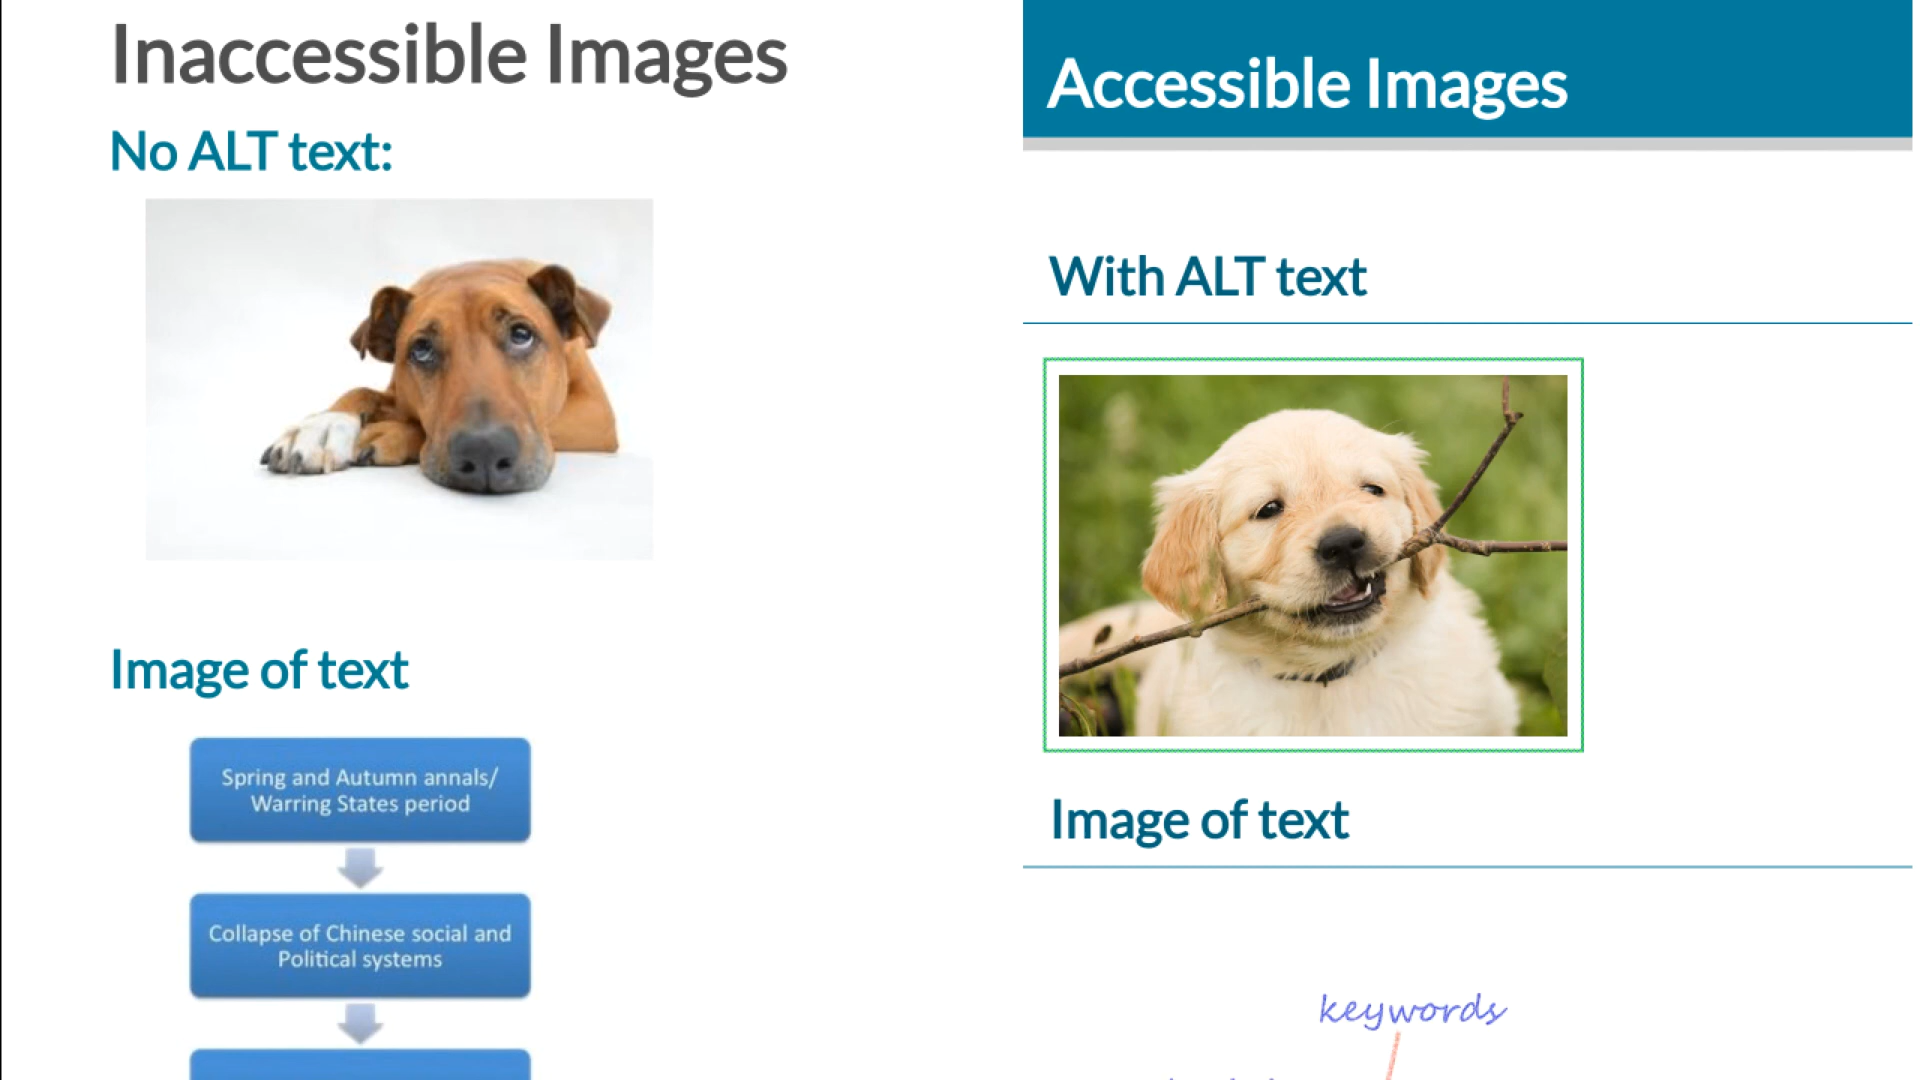 Inaccessible Images
No ALT text:
Image of text
Spring and Autumn annals/
Warring States period
Collapse of Chinese social and
Political systems
Accessible Images
With ALT text
Image of text
keywords